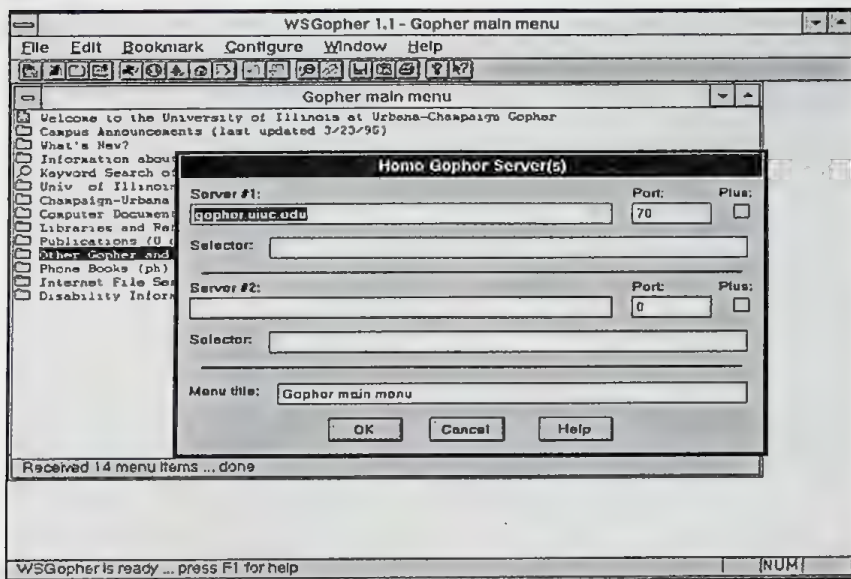 WSGopher 1.1 - Gopher main menu
File Edit Bookmark Configure Window Help
Gopher main menu
Welcome to the University of Illinois at Urbana-Champaign Gopher
Campus Announcements (last updated 3/23/95)
What's New?
Information about
Keyword Search of
Univ of Illinois
Champaign-Urbana
Computer Document
Libraries and
Publications (U
Other Gopher and
Phone Books (ph)
Internet File Ser
Disability Inform
Home Gopher Server(s)
Server #1: Port: Plus:
gopher.uiuc.edu 70
Selector:
Server #2: Port: Plus:
0
Selector:
Menu title: Gopher main menu
OK Cancel Help
Received 14 menu items ... done
WSGopher is ready ... press F1 for help NUM